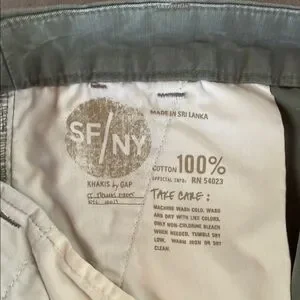 SF/NY
KHAKIS by GAP
MADE IN SRI LANKA
COTTON 100%
OFFICIAL INFO: RN 54023
TAKE CARE:
MACHINE WASH COLD. WASH
AND DRY WITH LIKE COLORS.
ONLY NON-CHLORINE BLEACH
WHEN NEEDED. TUMBLE DRY
LOW. WARM IRON OR DRY
CLEAN.